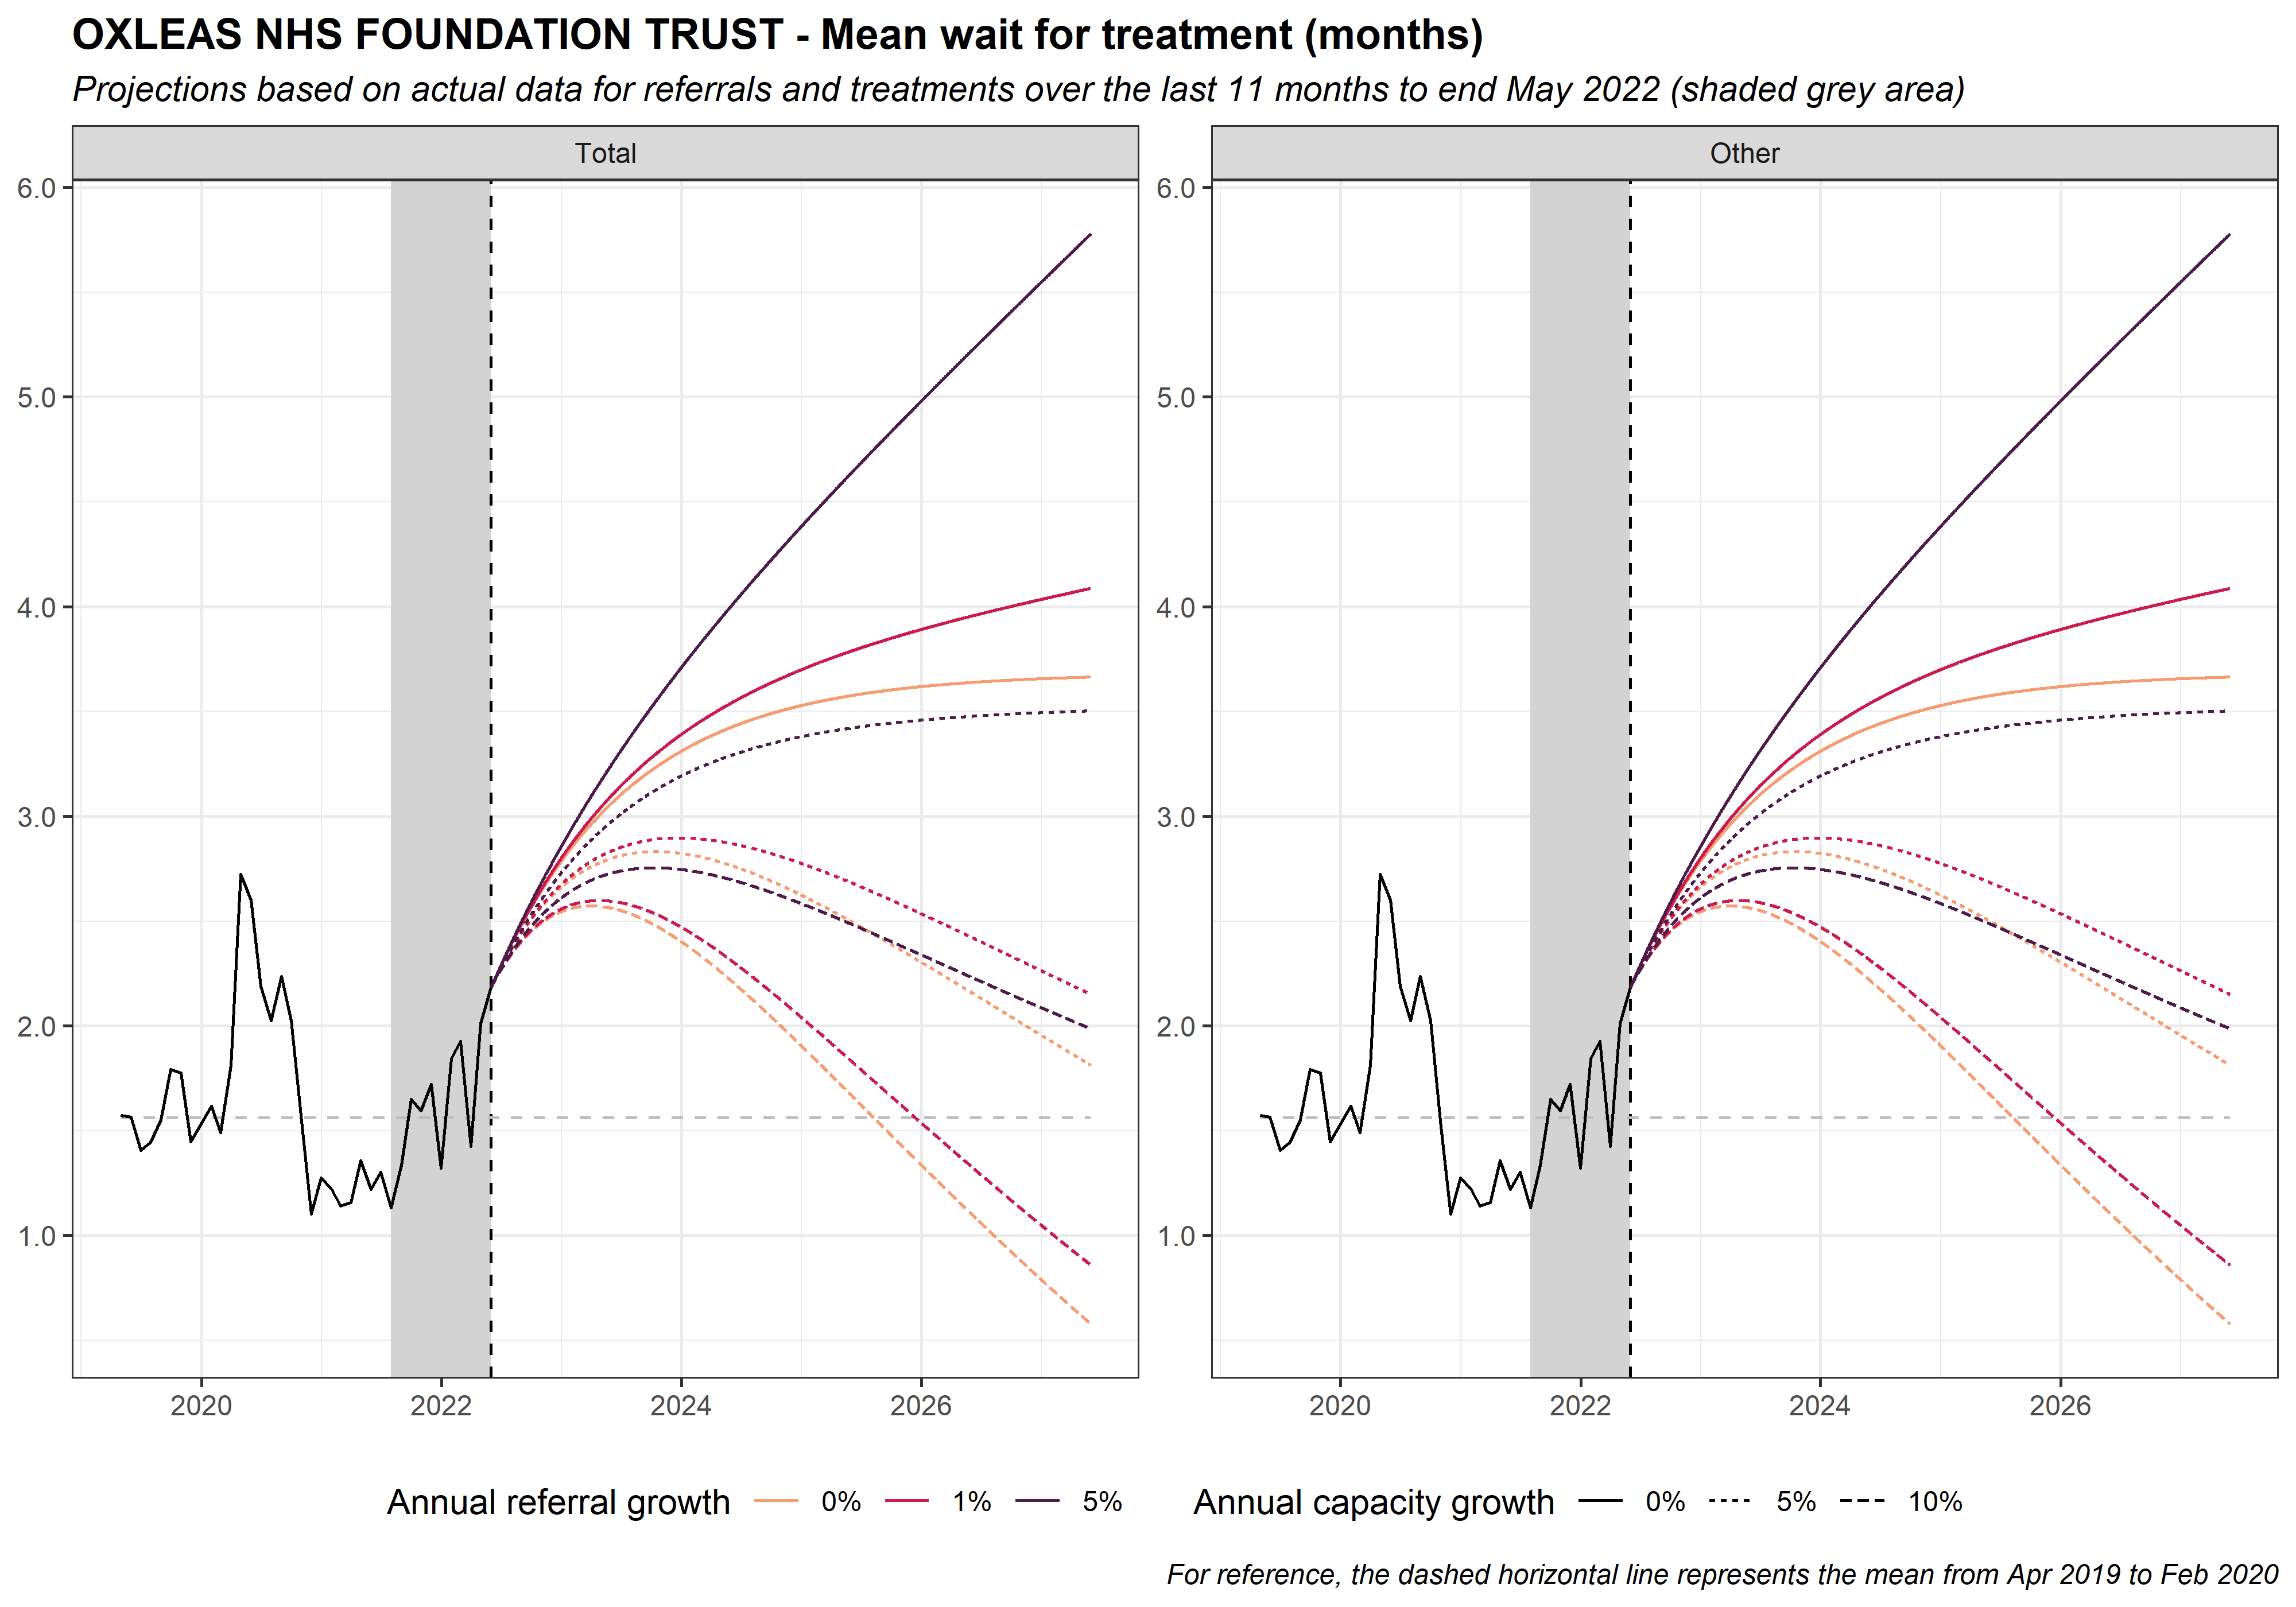 OXLEAS NHS FOUNDATION TRUST - Mean wait for treatment (months)
Projections based on actual data for referrals and treatments over the last 11 months to end May 2022 (shaded grey area)
Total
Other
6.0
5.0
4.0
3.0
2.0
1.0
6.0
5.0
4.0
3.0
2.0
1.0
2020 2022 2024 2026
2020 2022 2024 2026
Annual referral growth 0% 1% 5%
Annual capacity growth 0% 5% 10%
For reference, the dashed horizontal line represents the mean from Apr 2019 to Feb 2020